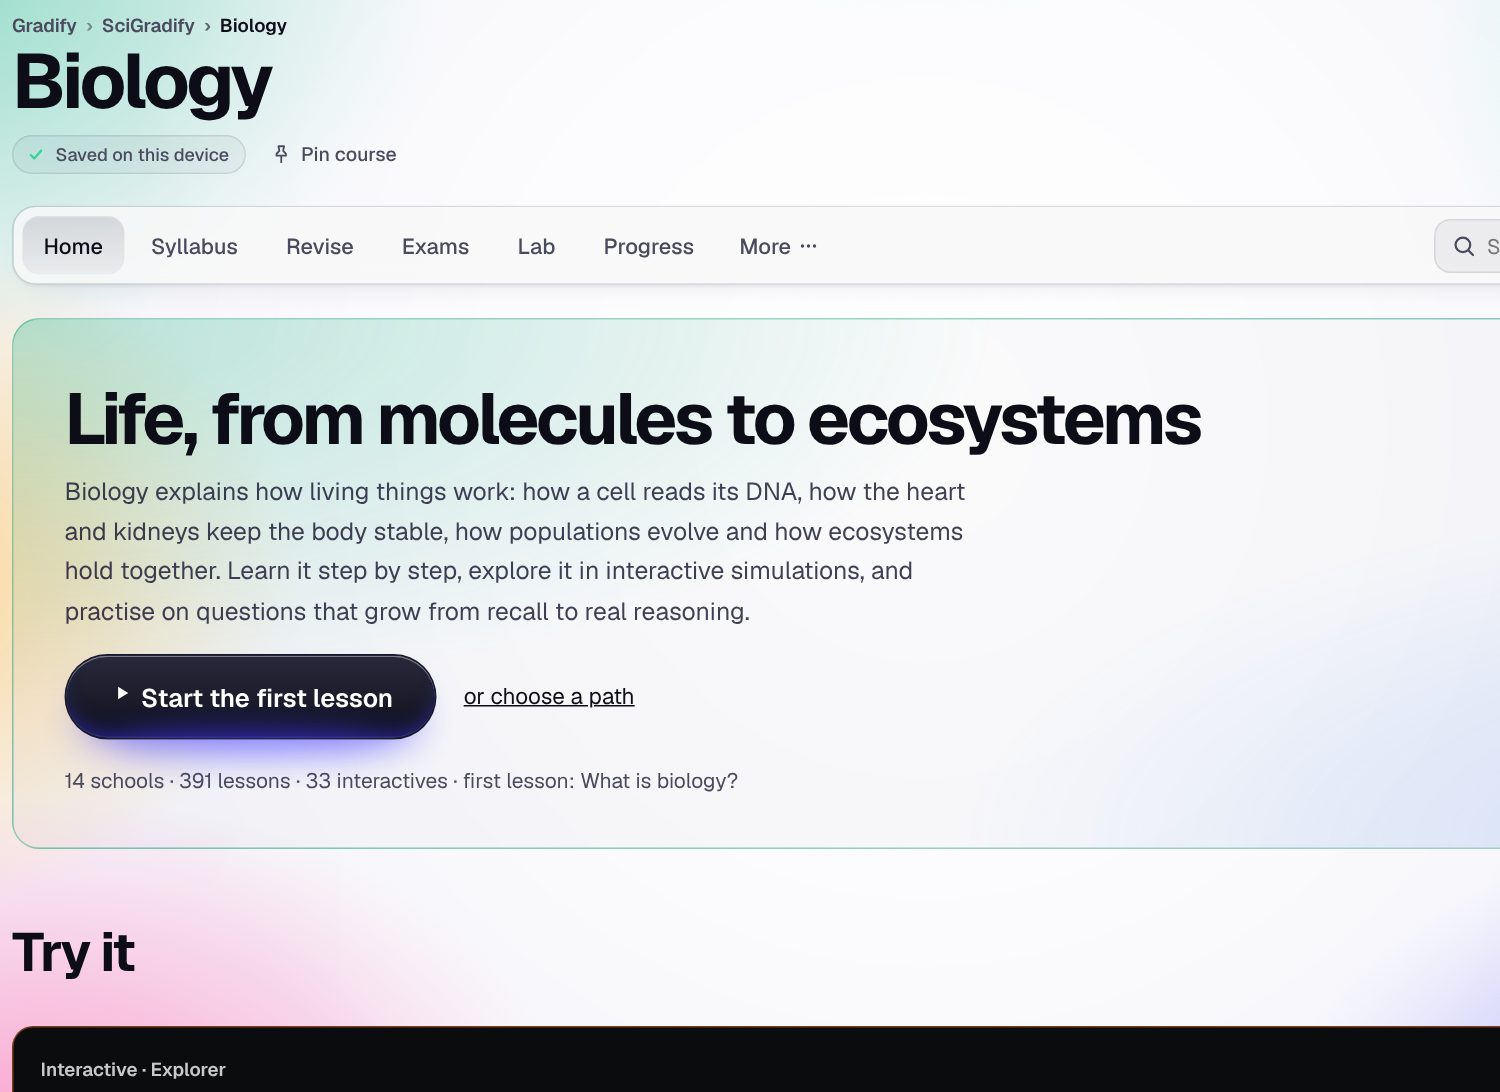 Gradify › SciGradify › Biology
Biology
Saved on this device
Pin course
Home Syllabus Revise Exams Lab Progress More ···
Life, from molecules to ecosystems
Biology explains how living things work: how a cell reads its DNA, how the heart
and kidneys keep the body stable, how populations evolve and how ecosystems
hold together. Learn it step by step, explore it in interactive simulations, and
practise on questions that grow from recall to real reasoning.
Start the first lesson or choose a path
14 schools · 391 lessons · 33 interactives · first lesson: What is biology?
Try it
Interactive · Explorer